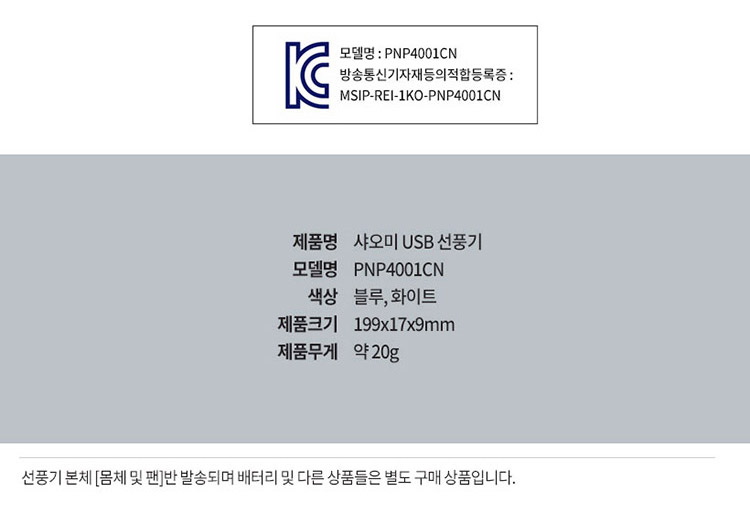 KC
모델명 : PNP4001CN
방송통신기자재등의적합등록증 :
MSIP-REI-1KO-PNP4001CN
제품명 샤오미 USB 선풍기
모델명 PNP4001CN
색상 블루, 화이트
제품크기 199x17x9mm
제품무게 약 20g
선풍기 본체 [몸체 및 팬]반 발송되며 배터리 및 다른 상품들은 별도 구매 상품입니다.